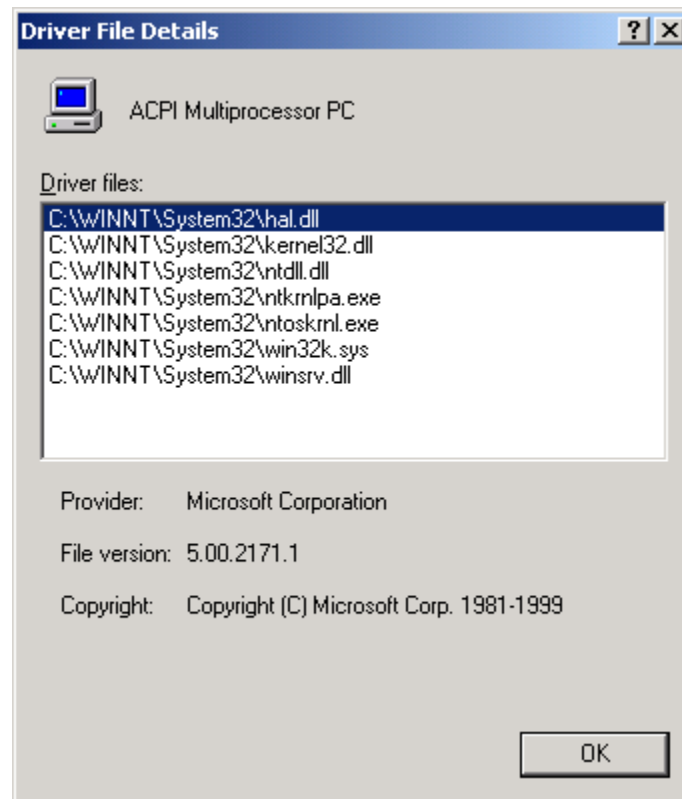 Driver File Details
ACPI Multiprocessor PC
Driver files:
C:\WINNT\System32\hal.dll
C:\WINNT\System32\kernel32.dll
C:\WINNT\System32\ntdll.dll
C:\WINNT\System32\ntkrnlpa.exe
C:\WINNT\System32\ntoskrnl.exe
C:\WINNT\System32\win32k.sys
C:\WINNT\System32\winsrv.dll
Provider: Microsoft Corporation
File version: 5.00.2171.1
Copyright: Copyright (C) Microsoft Corp. 1981-1999
OK